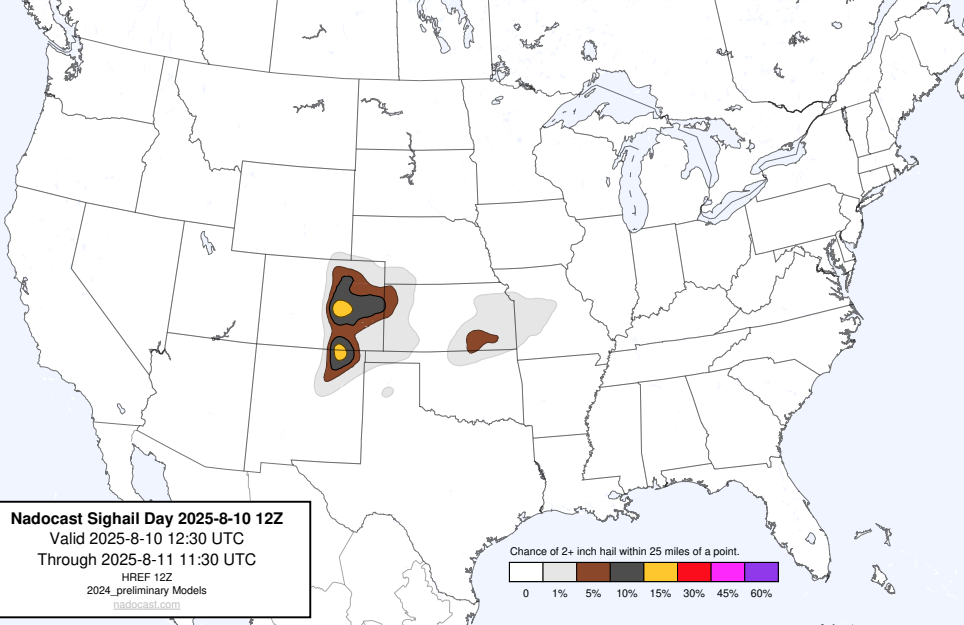 Nadocast Sighail Day 2025-8-10 12Z
Valid 2025-8-10 12:30 UTC
Through 2025-8-11 11:30 UTC
HREF 12Z
2024_preliminary Models
nadocast.com
Chance of 2+ inch hail within 25 miles of a point.
0 1% 5% 10% 15% 30% 45% 60%